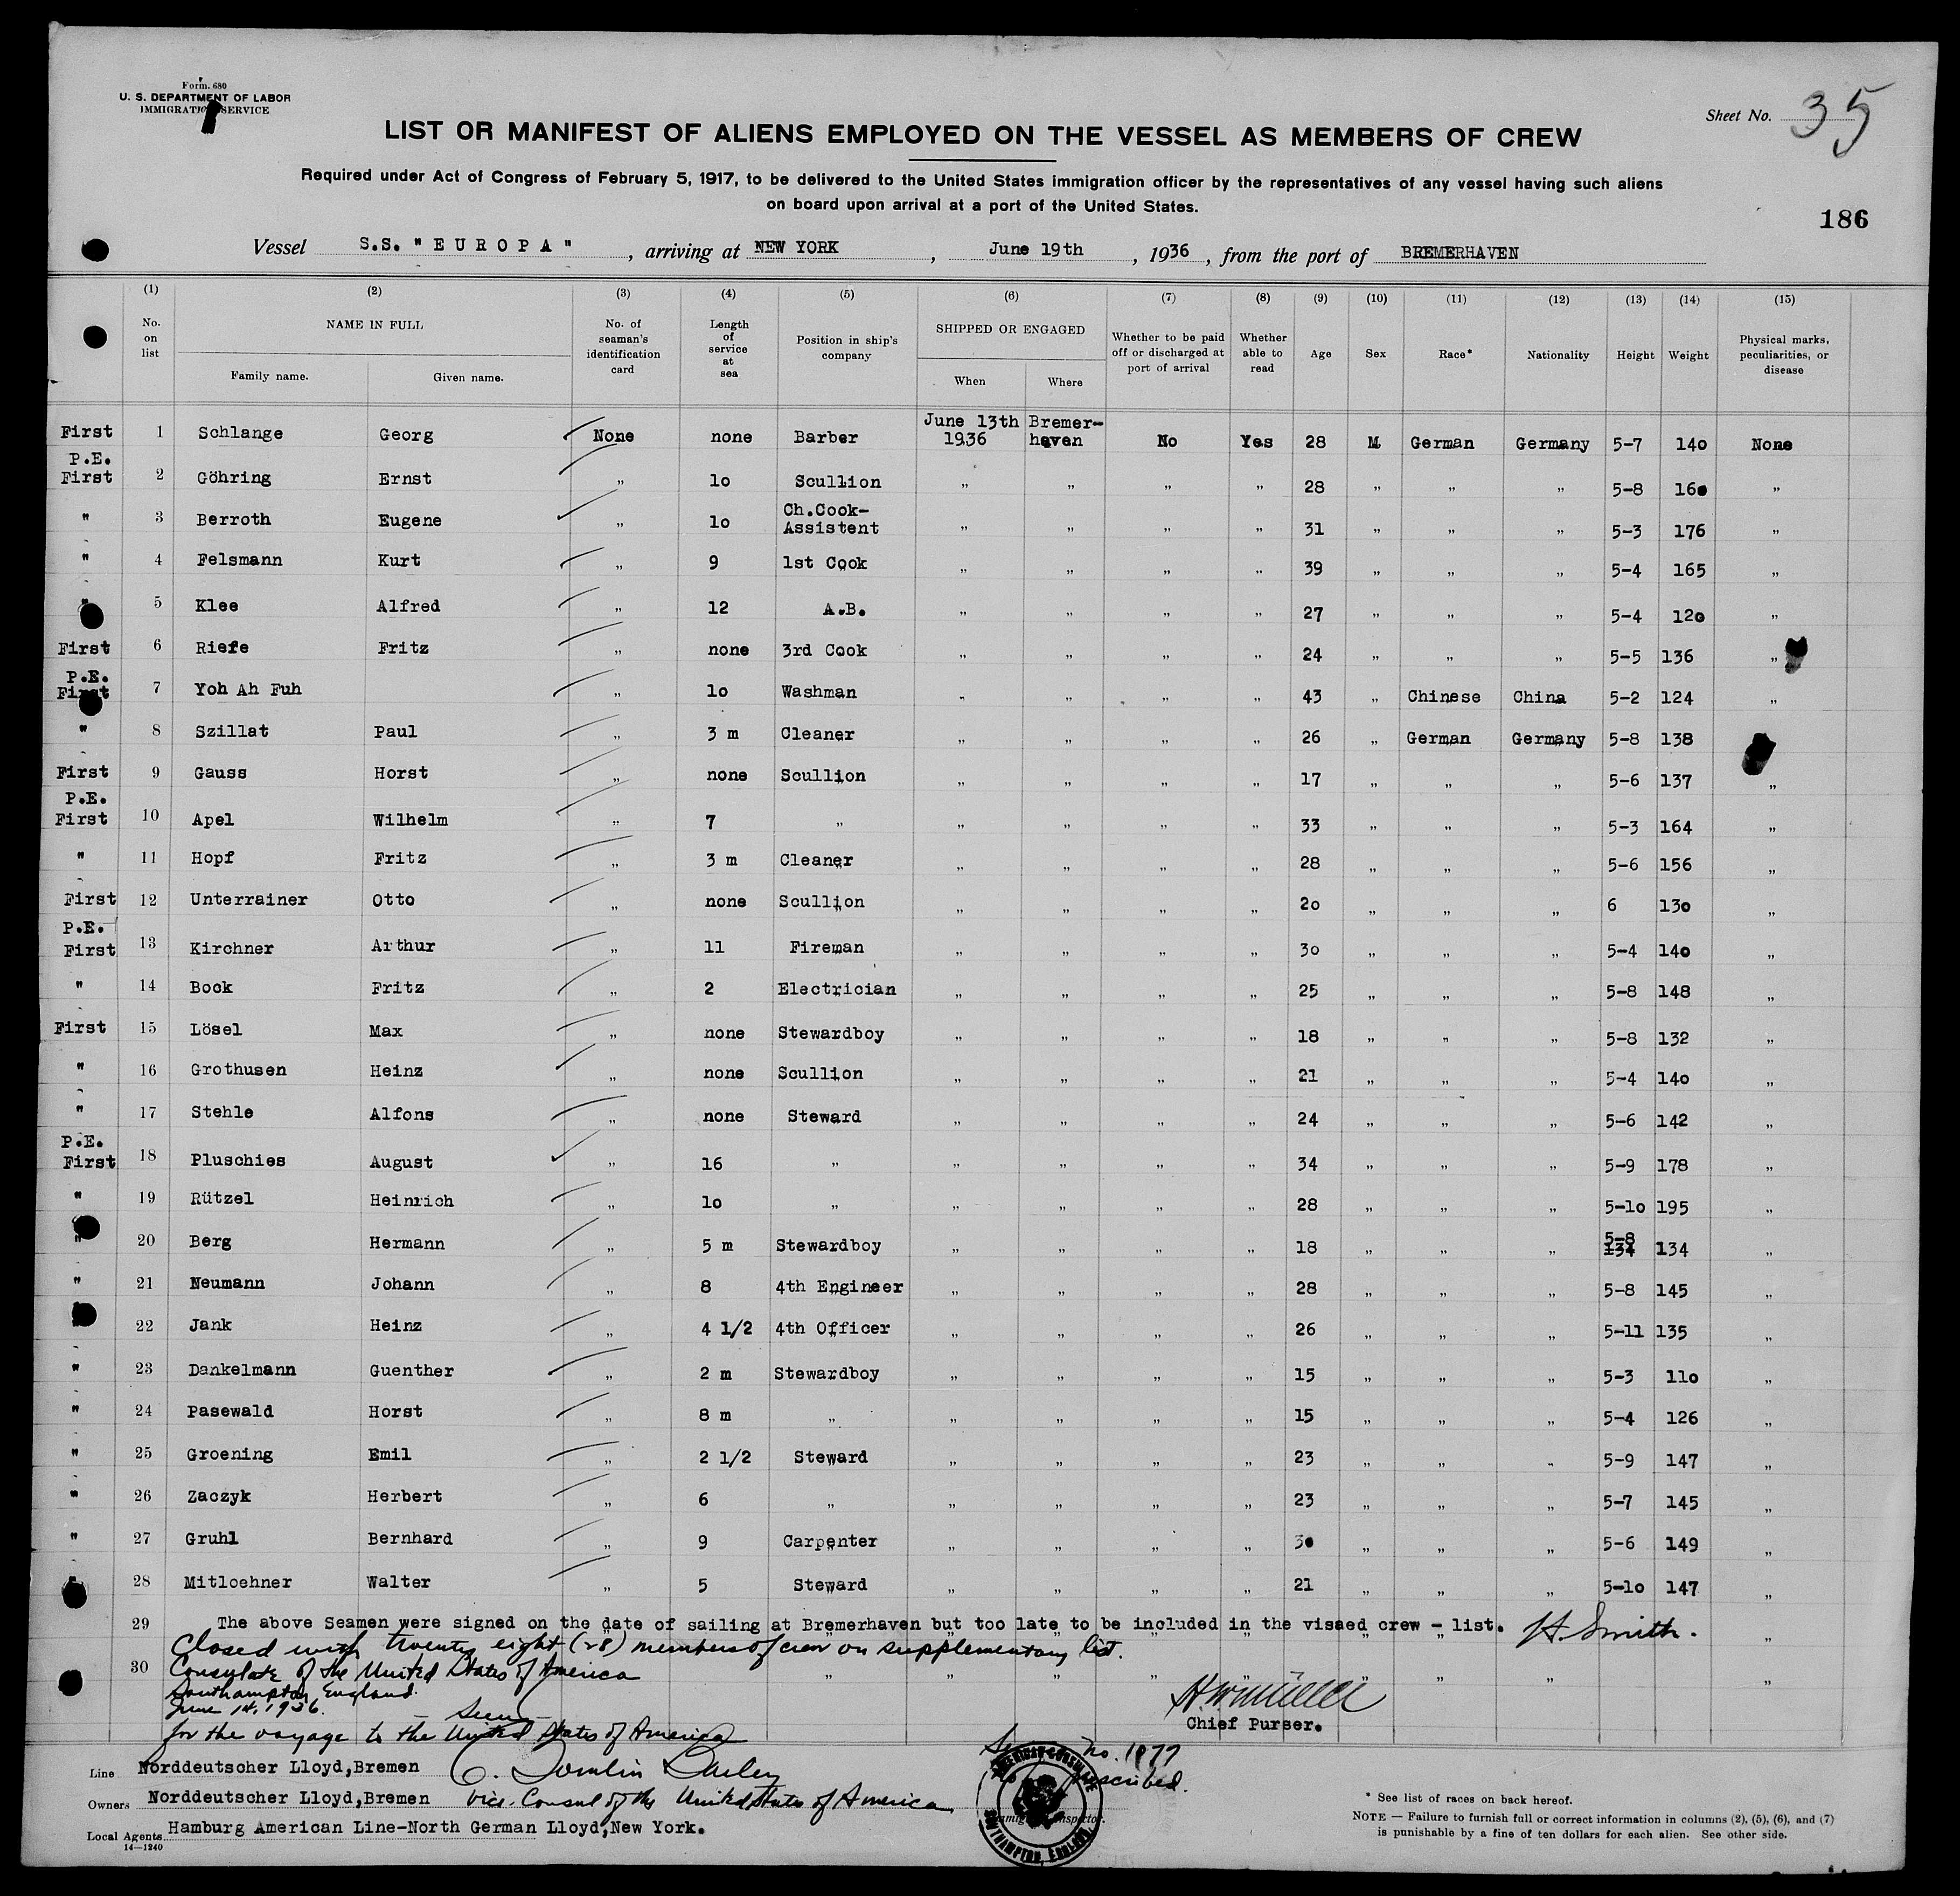 Form. 680
U. S. DEPARTMENT OF LABOR
IMMIGRATION SERVICE
Sheet No. 35
LIST OR MANIFEST OF ALIENS EMPLOYED ON THE VESSEL AS MEMBERS OF CREW
Required under Act of Congress of February 5, 1917, to be delivered to the United States immigration officer by the representatives of any vessel having such aliens
on board upon arrival at a port of the United States.
186
Vessel S.S. "EUROPA", arriving at NEW YORK, June 19th, 1936, from the port of BREMERHAVEN
(1) (2) (3) (4) (5) (6) (7) (8) (9) (10) (11) (12) (13) (14) (15)
No. on list NAME IN FULL Family name. Given name. No. of seaman's identification card Length of service at sea Position in ship's company SHIPPED OR ENGAGED When Where Whether to be paid off or discharged at port of arrival Whether able to read Age Sex Race* Nationality Height Weight Physical marks, peculiarities, or disease
First 1 Schlange Georg None none Barber June 13th 1936 Bremer-haven No Yes 28 M German Germany 5-7 140 None
P.E. First 2 Göhring Ernst " 10 Scullion " " " " 28 " " " 5-8 160 "
" 3 Berroth Eugene " 10 Ch.Cook-Assistent " " " " 31 " " " 5-3 176 "
" 4 Felsmann Kurt " 9 1st Cook " " " " 39 " " " 5-4 165 "
" 5 Klee Alfred " 12 A.B. " " " " 27 " " " 5-4 120 "
First 6 Riefe Fritz " none 3rd Cook " " " " 24 " " " 5-5 136 "
P.E. First 7 Yoh Ah Fuh " 10 Washman " " " " 43 " Chinese China 5-2 124 "
" 8 Szillat Paul " 3 m Cleaner " " " " 26 " German Germany 5-8 138
First 9 Gauss Horst " none Scullion " " " " 17 " " " 5-6 137 "
P.E. First 10 Apel Wilhelm " 7 " " " " " 33 " " " 5-3 164 "
" 11 Hopf Fritz " 3 m Cleaner " " " " 28 " " " 5-6 156 "
First 12 Unterrainer Otto " none Scullion " " " " 20 " " " 6 130 "
P.E. First 13 Kirchner Arthur " 11 Fireman " " " " 30 " " " 5-4 140 "
" 14 Bock Fritz " 2 Electrician " " " " 25 " " " 5-8 148 "
First 15 Lösel Max " none Stewardboy " " " " 18 " " " 5-8 132 "
" 16 Grothusen Heinz " none Scullion " " " " 21 " " " 5-4 140 "
" 17 Stehle Alfons " none Steward " " " " 24 " " " 5-6 142 "
P.E. First 18 Pluschies August " 16 " " " " " 34 " " " 5-9 178 "
" 19 Rützel Heinrich " 10 " " " " " 28 " " " 5-10 195 "
" 20 Berg Hermann " 5 m Stewardboy " " " " 18 " " " 5-8 134 134 "
" 21 Neumann Johann " 8 4th Engineer " " " " 28 " " " 5-8 145 "
22 Jank Heinz " 4 1/2 4th Officer " " " " 26 " " " 5-11 135 "
" 23 Dankelmann Guenther " 2 m Stewardboy " " " " 15 " " " 5-3 110 "
" 24 Pasewald Horst " 8 m " " " " " 15 " " " 5-4 126 "
" 25 Groening Emil " 2 1/2 Steward " " " " 23 " " " 5-9 147 "
" 26 Zaczyk Herbert " 6 " " " " " 23 " " " 5-7 145 "
" 27 Gruhl Bernhard " 9 Carpenter " " " " 30 " " " 5-6 149 "
" 28 Mitloehner Walter " 5 Steward " " " " 21 " " " 5-10 147 "
29 The above Seamen were signed on the date of sailing at Bremerhaven but too late to be included in the visaed crew - list. H. Smith.
Closed with twenty eight (28) members of crew on supplementary list.
30 Consulate of the United States of America
Southampton, England.
June 14, 1936.
Seen
for the voyage to the United States of America
Chief Purser.
No. 1877
prescribed.
Line Norddeutscher Lloyd,Bremen
Owners Norddeutscher Lloyd,Bremen Vice Consul of the United States of America
Local Agents Hamburg American Line-North German Lloyd,New York.
14-1240
AMERICAN CONSULATE SOUTHAMPTON, ENGLAND
Immigrant Inspector.
* See list of races on back hereof.
NOTE — Failure to furnish full or correct information in columns (2), (5), (6), and (7)
is punishable by a fine of ten dollars for each alien. See other side.